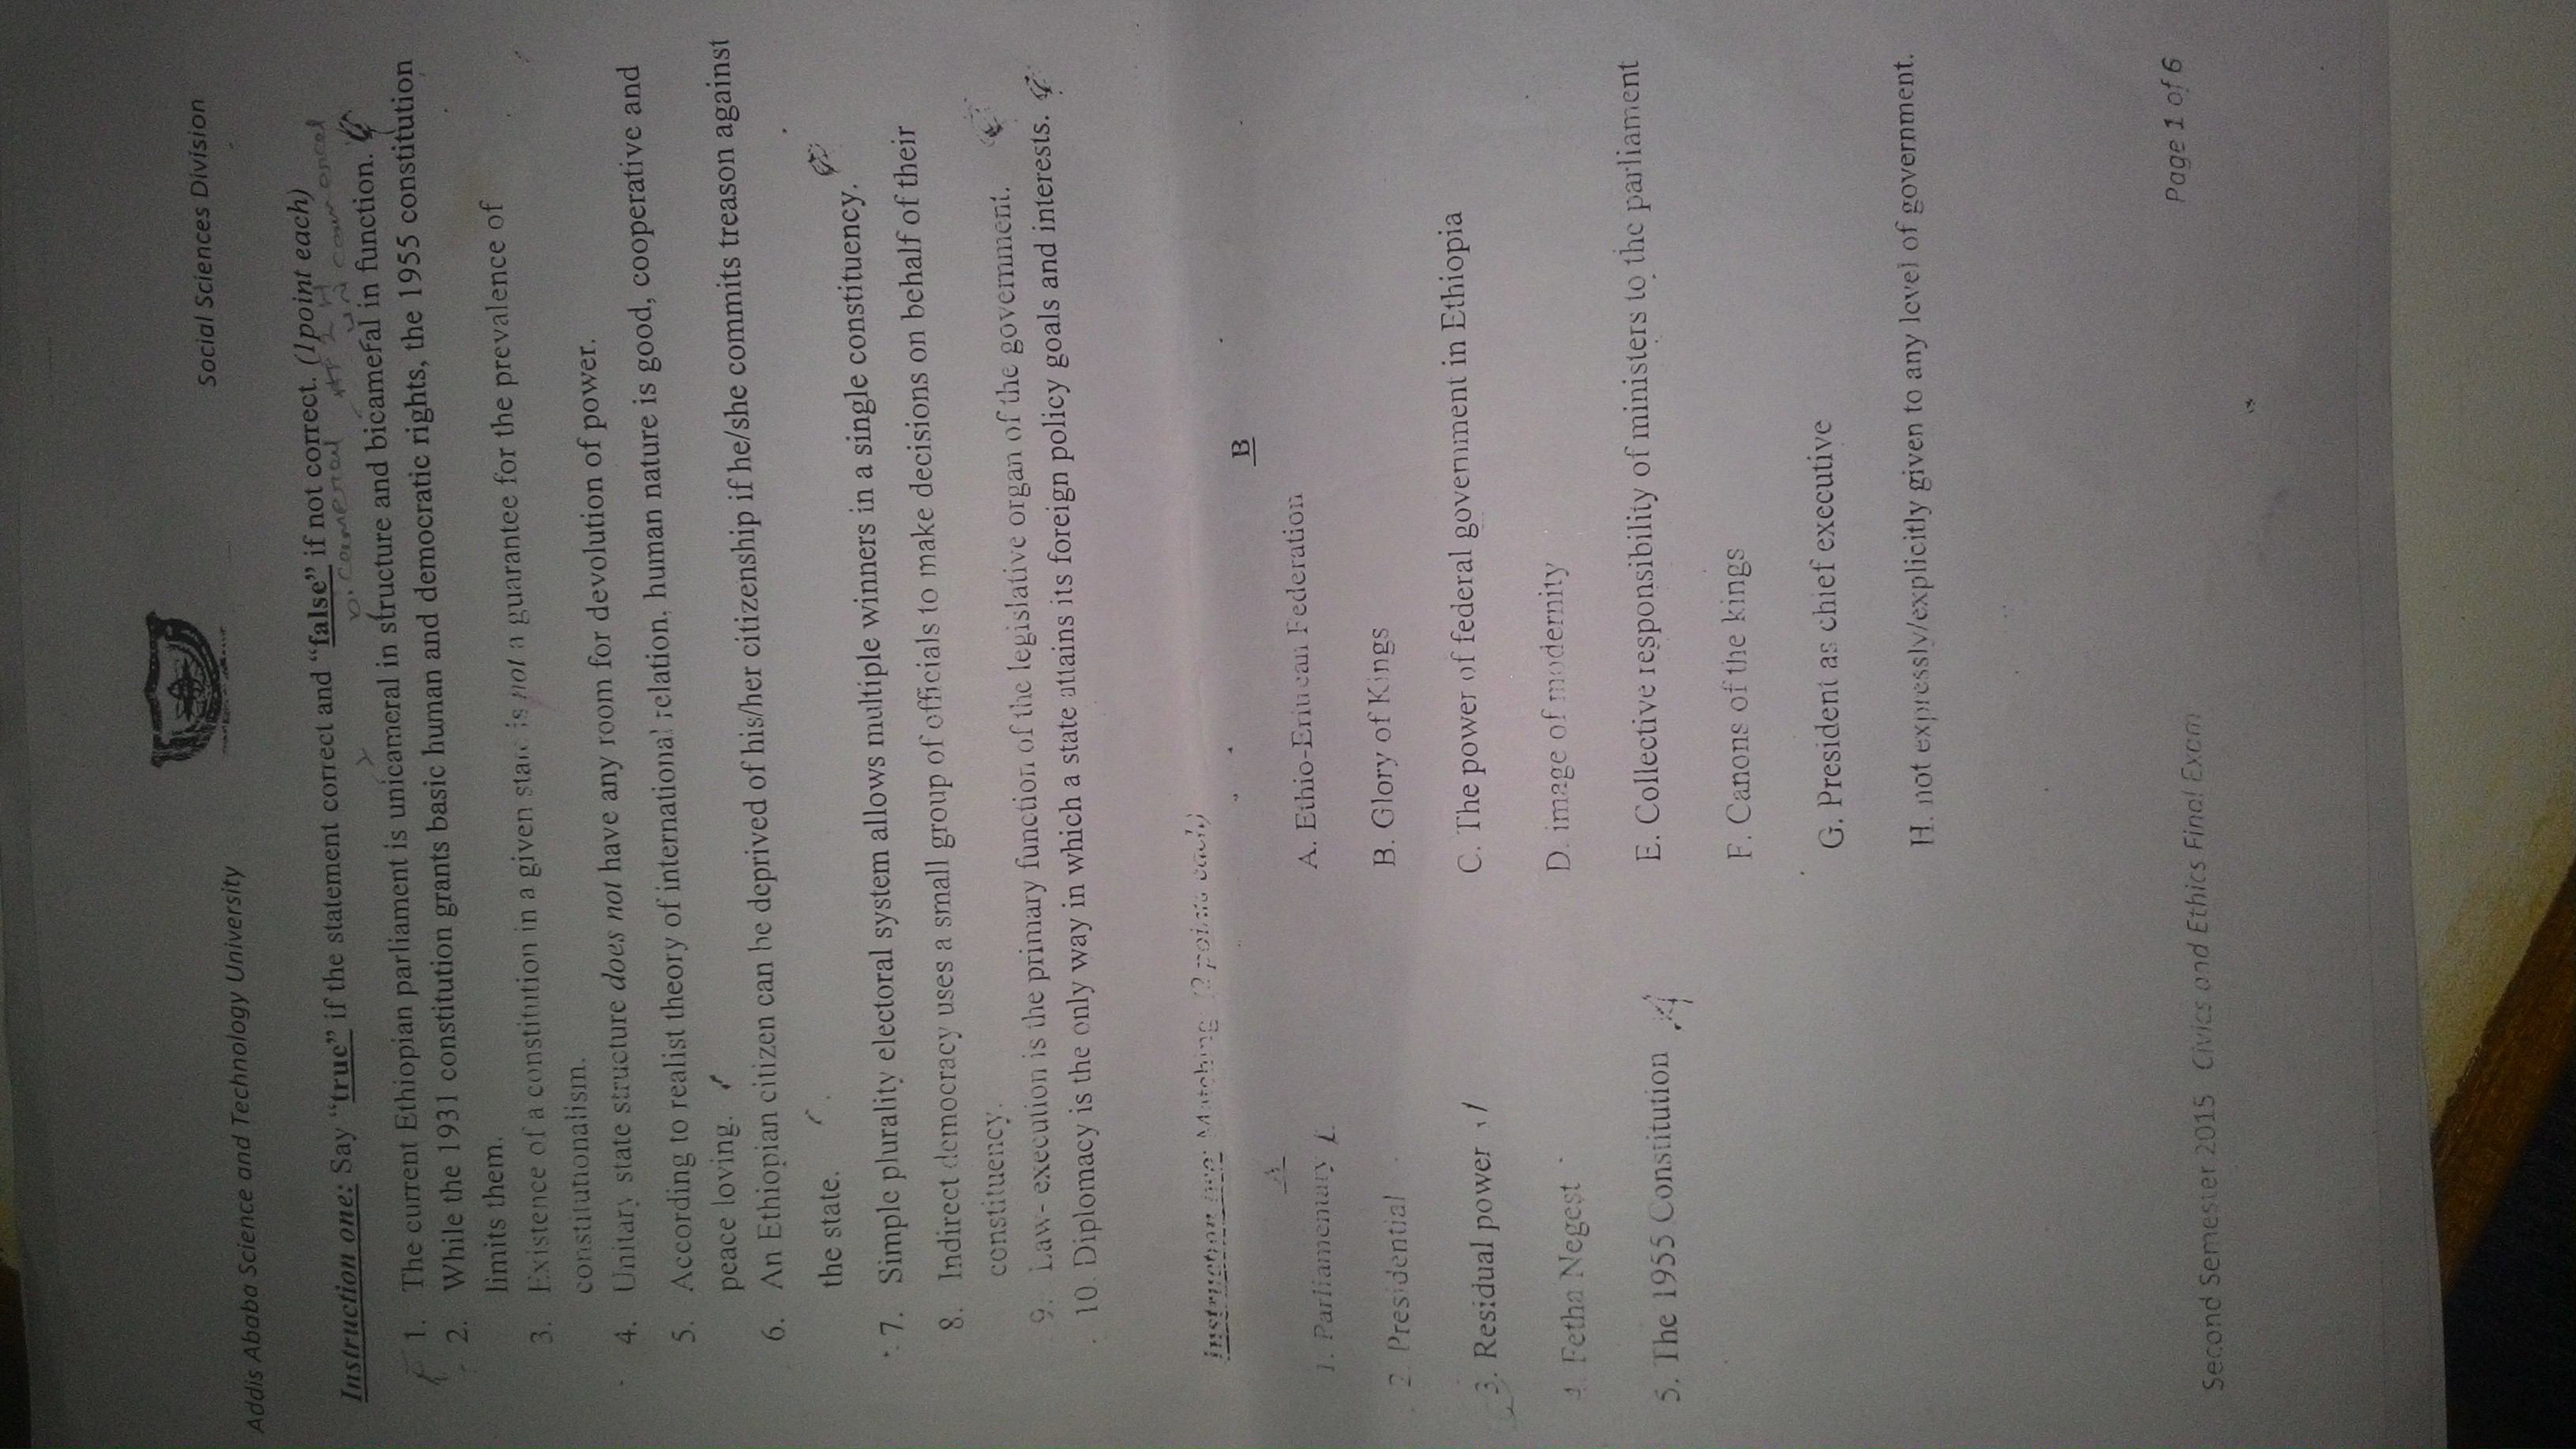 Addis Ababa Science and Technology University
Social Sciences Division
Instruction one: Say “true” if the statement correct and “false” if not correct. (1point each)
1. The current Ethiopian parliament is unicameral in structure and bicameral in function.
2. While the 1931 constitution grants basic human and democratic rights, the 1955 constitution
limits them.
3. Existence of a constitution in a given state is not a guarantee for the prevalence of
constitutionalism.
4. Unitary state structure does not have any room for devolution of power.
5. According to realist theory of international relation, human nature is good, cooperative and
peace loving.
6. An Ethiopian citizen can be deprived of his/her citizenship if he/she commits treason against
the state.
7. Simple plurality electoral system allows multiple winners in a single constituency.
8. Indirect democracy uses a small group of officials to make decisions on behalf of their
constituency.
9. Law- execution is the primary function of the legislative organ of the government.
10. Diplomacy is the only way in which a state attains its foreign policy goals and interests.
Instruction two: Matching (2 points each)
A
B
1. Parliamentary
A. Ethio-Eritrean Federation
2. Presidential
B. Glory of Kings
3. Residual power
C. The power of federal government in Ethiopia
4. Fetha Negest
D. image of modernity
5. The 1955 Constitution
E. Collective responsibility of ministers to the parliament
F. Canons of the kings
G. President as chief executive
H. not expressly/explicitly given to any level of government.
Second Semester 2015 Civics and Ethics Final Exam
Page 1 of 6